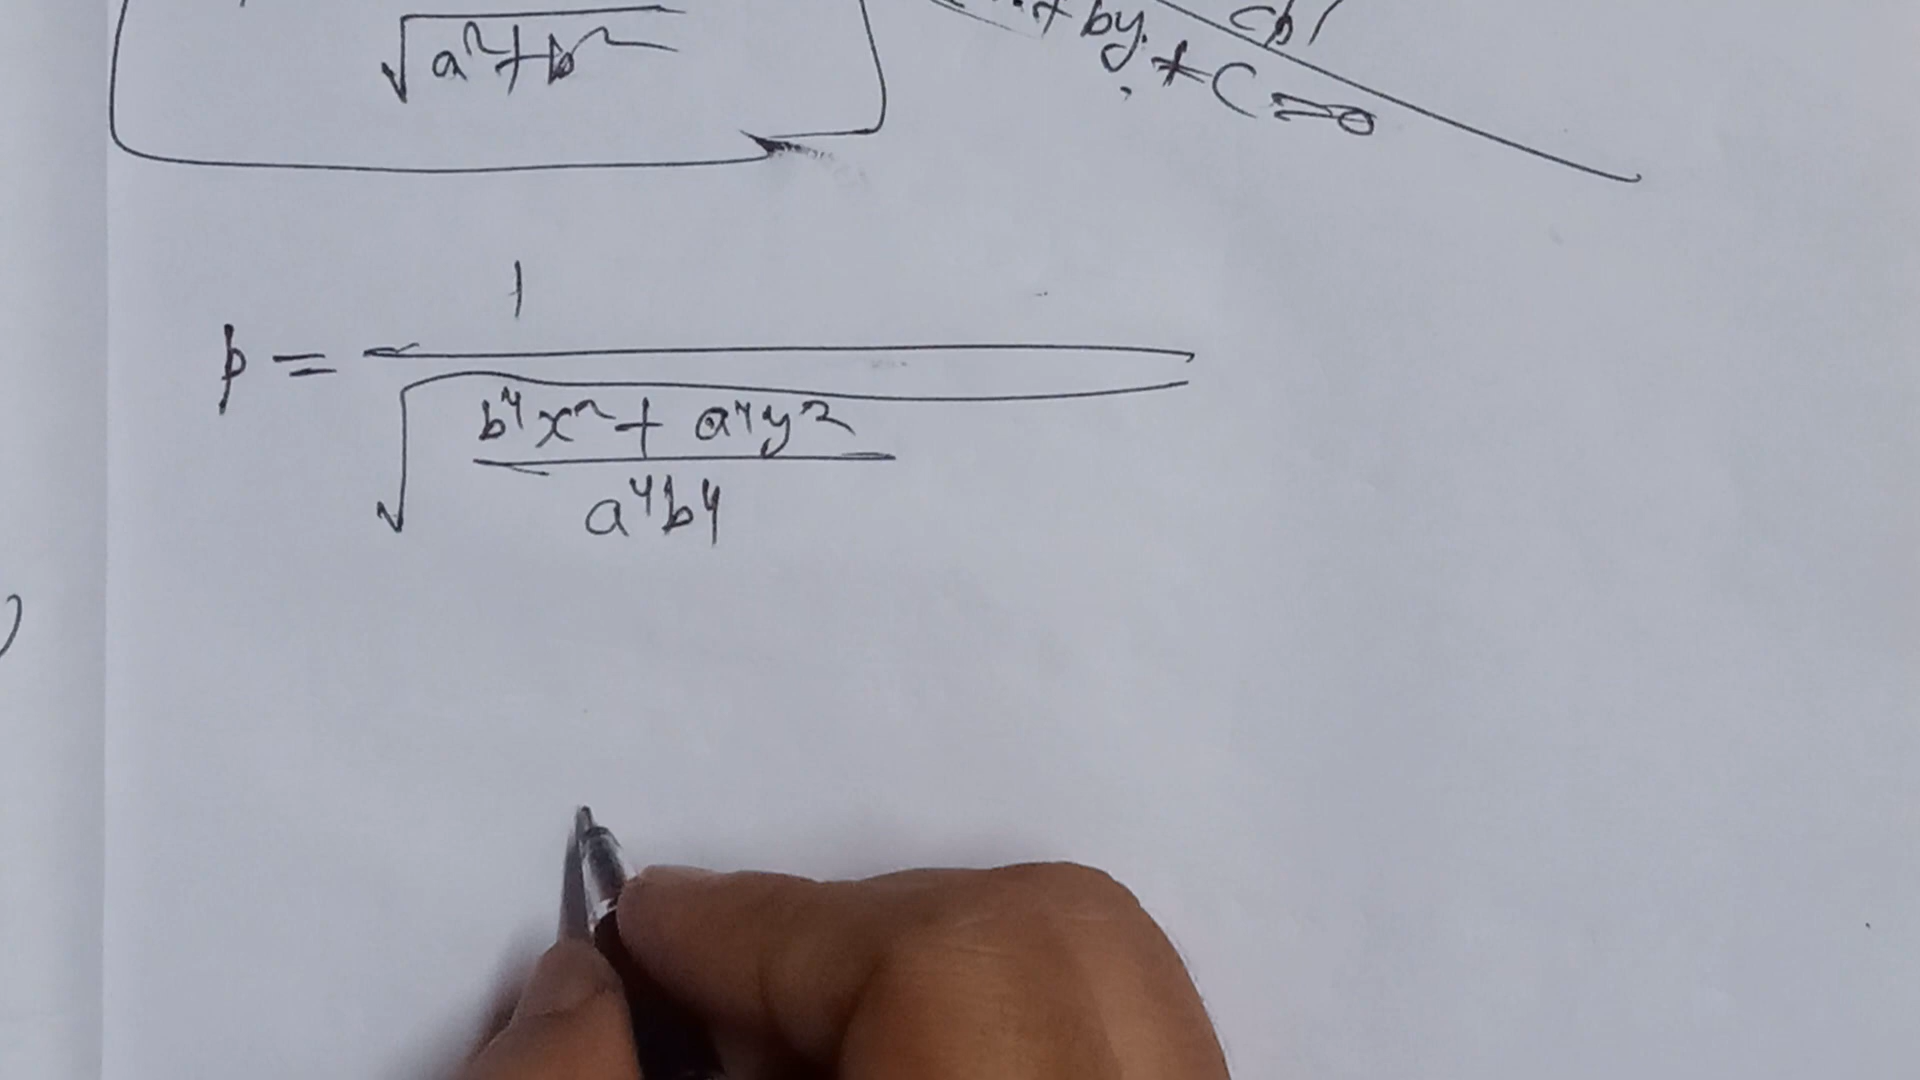 √a²+b²
by + C = 0
p = 1
√ b⁴x² + a⁴y²
a⁴b⁴